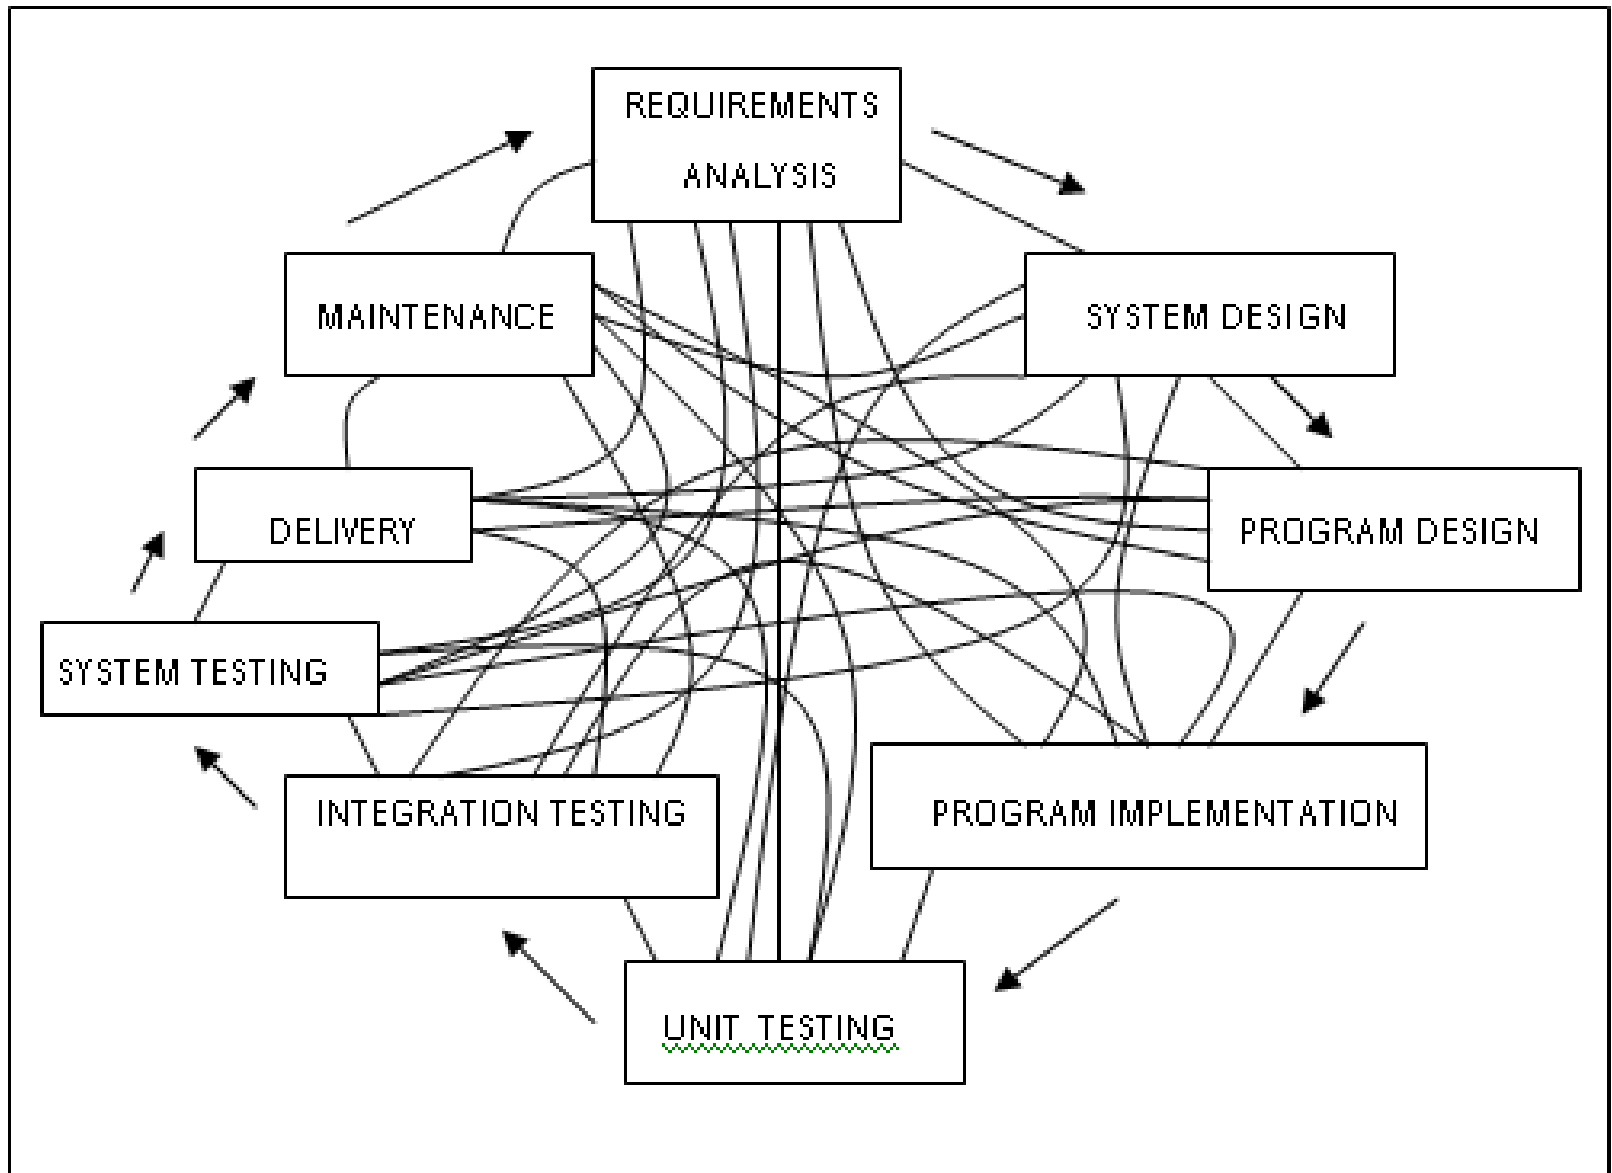 REQUIREMENTS
ANALYSIS
MAINTENANCE
SYSTEM DESIGN
DELIVERY
PROGRAM DESIGN
SYSTEM TESTING
INTEGRATION TESTING
PROGRAM IMPLEMENTATION
UNIT TESTING